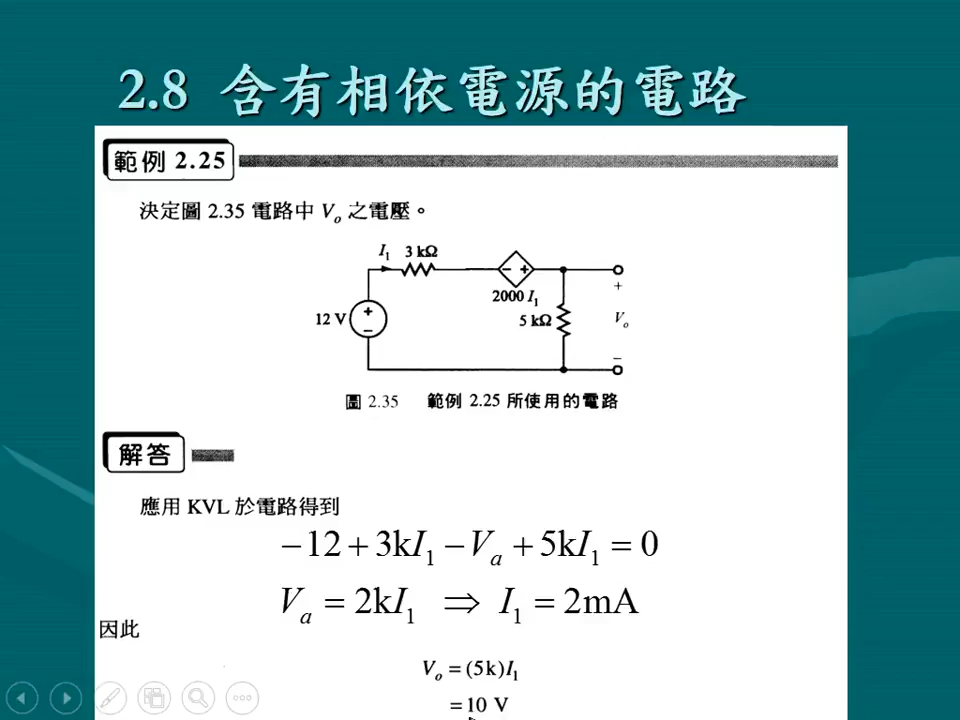 2.8 含有相依電源的電路
範例 2.25
決定圖 2.35 電路中 Vo 之電壓。
I1 3 kΩ
− +
2000 I1
+
12 V
+
−
5 kΩ
Vo
−
圖 2.35 範例 2.25 所使用的電路
解答
應用 KVL 於電路得到
−12 + 3kI1 − Va + 5kI1 = 0
Va = 2kI1 ⇒ I1 = 2mA
因此
Vo = (5k)I1
= 10 V